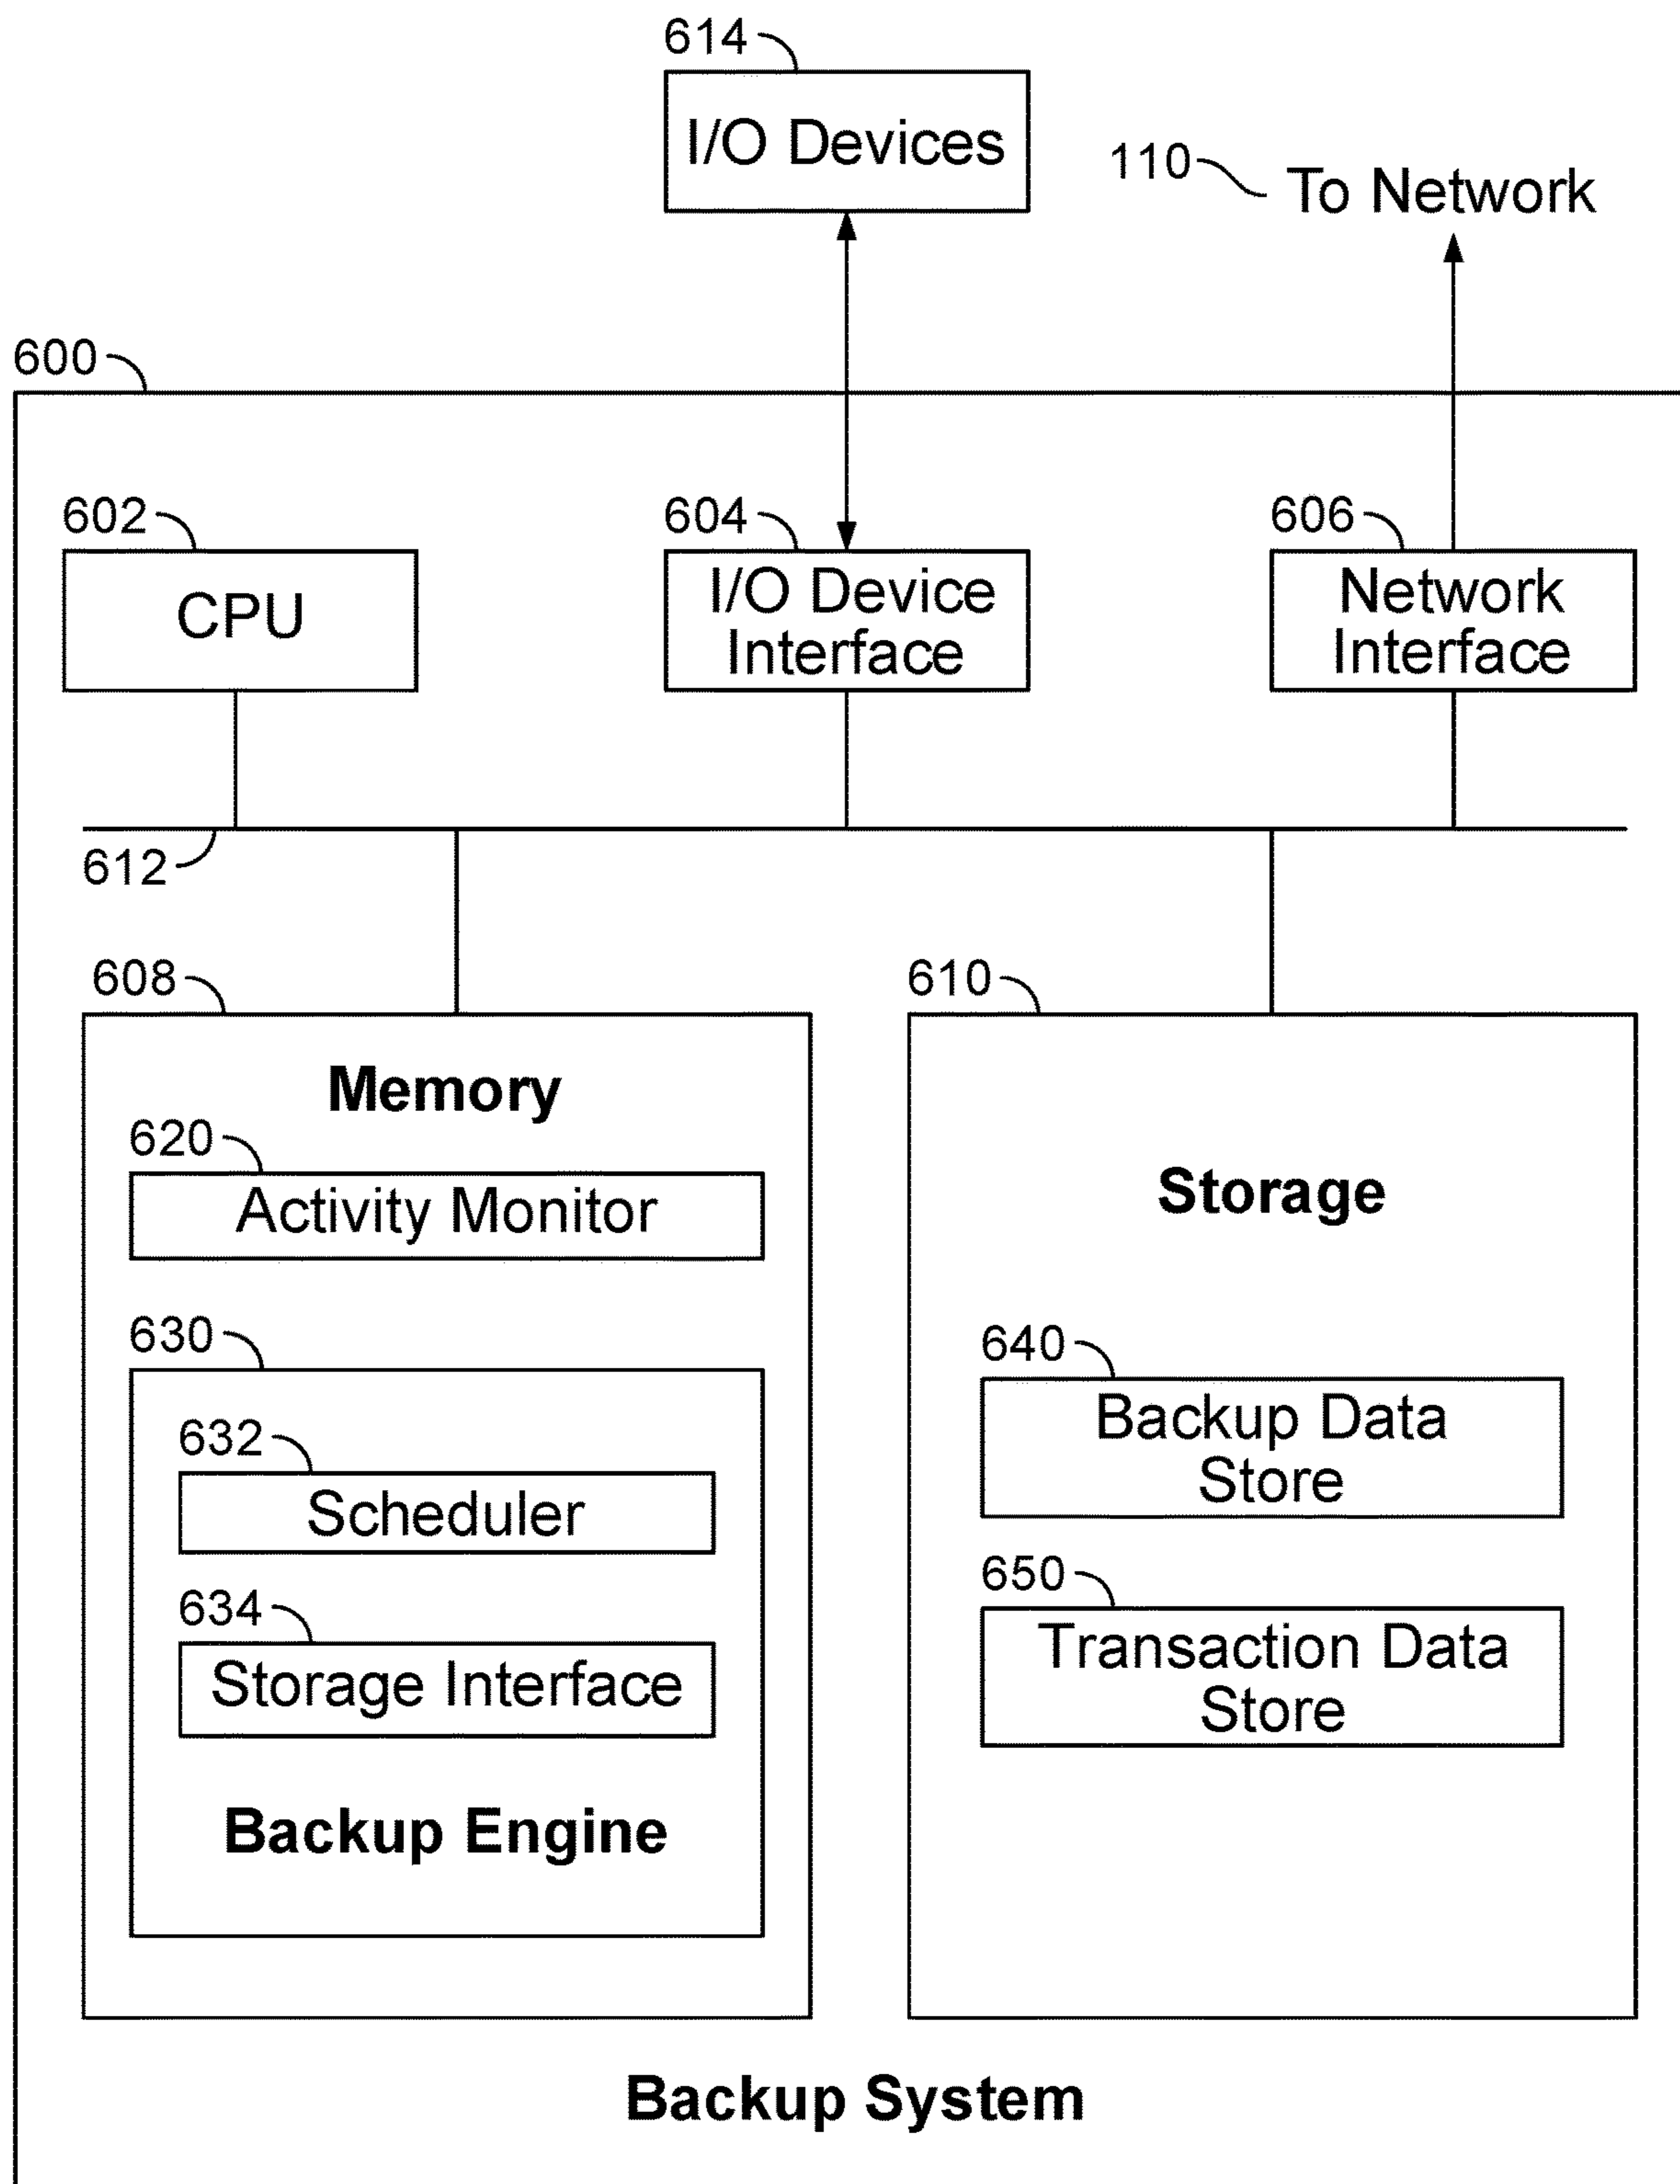 614
I/O Devices
110
To Network
600
602
CPU
604
I/O Device
Interface
606
Network
Interface
612
608
Memory
620
Activity Monitor
630
632
Scheduler
634
Storage Interface
Backup Engine
610
Storage
640
Backup Data
Store
650
Transaction Data
Store
Backup System